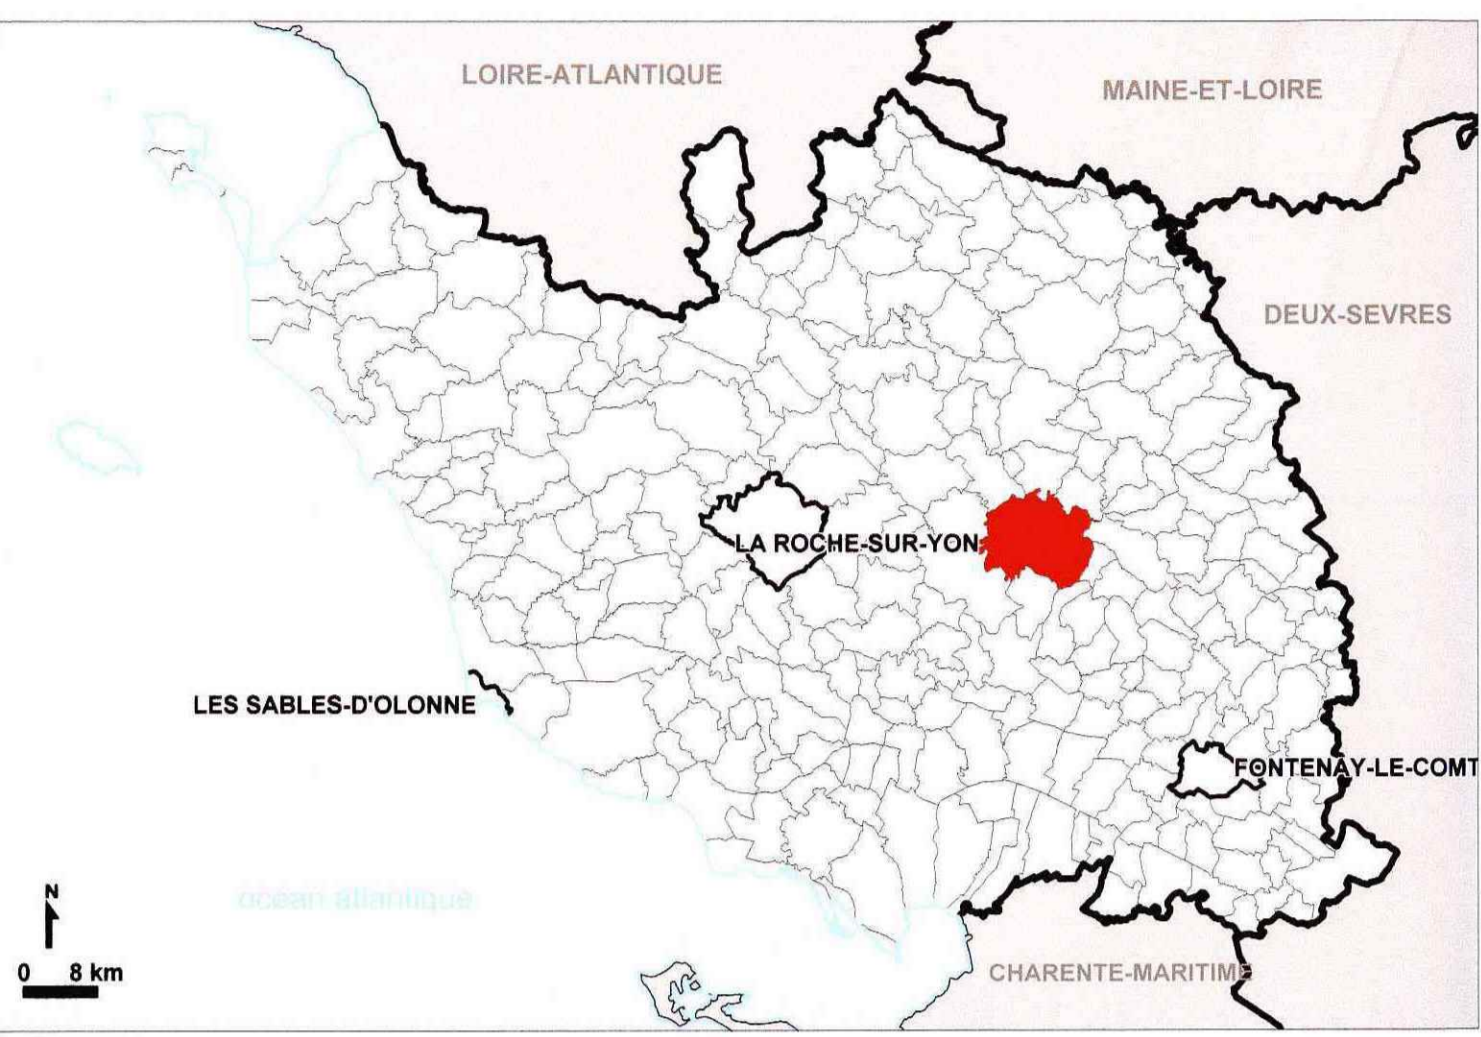 LOIRE-ATLANTIQUE
MAINE-ET-LOIRE
DEUX-SEVRES
LA ROCHE-SUR-YON
LES SABLES-D'OLONNE
FONTENAY-LE-COMT
océan atlantique
N
0 8 km
CHARENTE-MARITIME